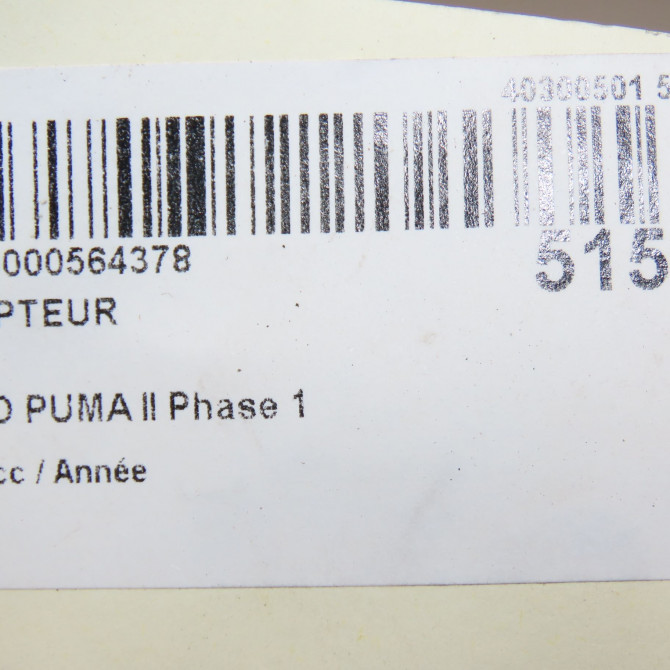 40300501 5
000564378
515
PTEUR
D PUMA II Phase 1
cc / Année